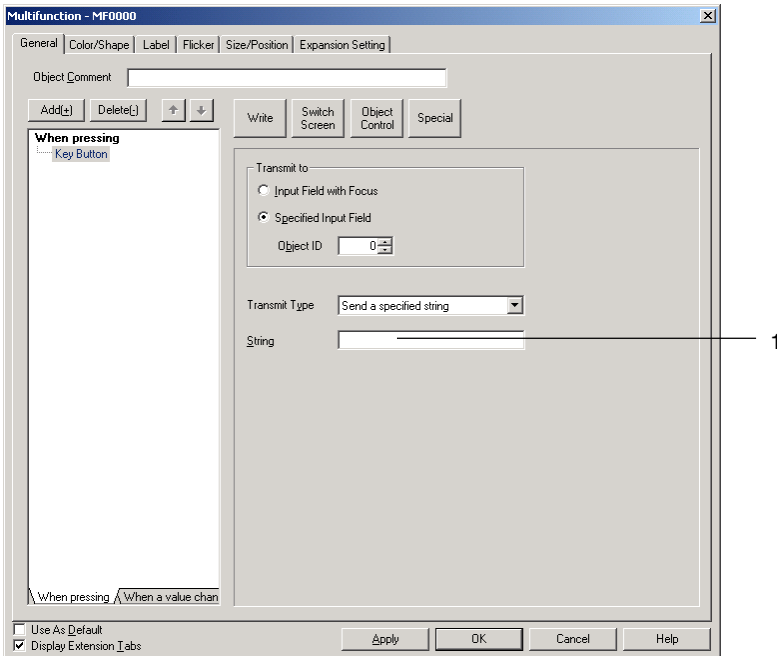 Multifunction - MF0000
General Color/Shape Label Flicker Size/Position Expansion Setting
Object Comment
Add(+) Delete(-)
Write
Switch Screen
Object Control
Special
When pressing
Key Button
Transmit to
Input Field with Focus
Specified Input Field
Object ID 0
Transmit Type Send a specified string
String
1
When pressing When a value chan
Use As Default
Display Extension Tabs
Apply OK Cancel Help